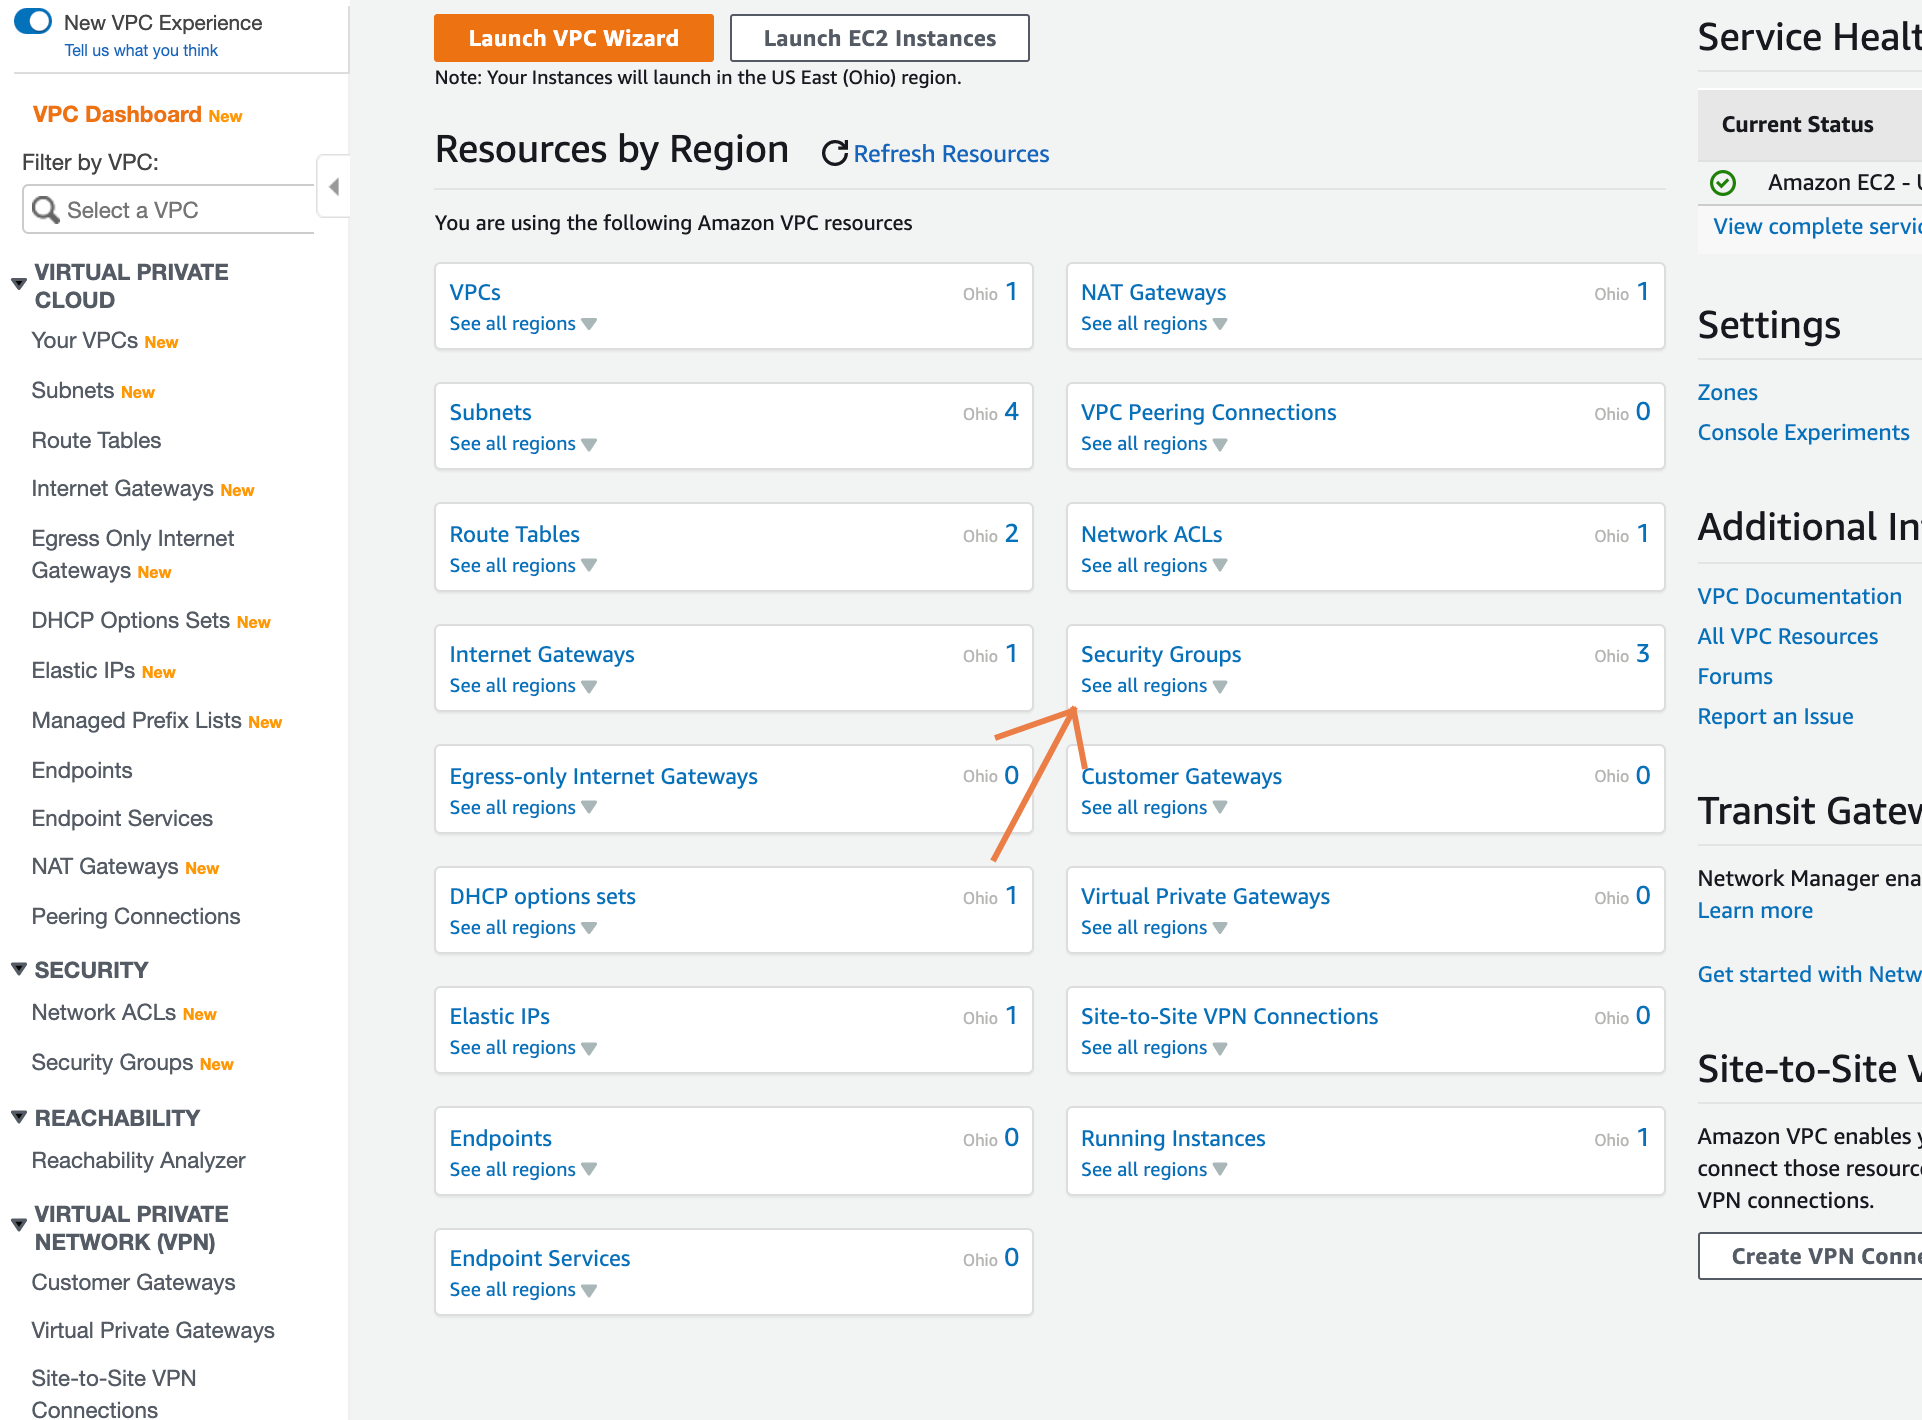 New VPC Experience
Tell us what you think
VPC Dashboard New
Filter by VPC:
Select a VPC
VIRTUAL PRIVATE
CLOUD
Your VPCs New
Subnets New
Route Tables
Internet Gateways New
Egress Only Internet
Gateways New
DHCP Options Sets New
Elastic IPs New
Managed Prefix Lists New
Endpoints
Endpoint Services
NAT Gateways New
Peering Connections
SECURITY
Network ACLs New
Security Groups New
REACHABILITY
Reachability Analyzer
VIRTUAL PRIVATE
NETWORK (VPN)
Customer Gateways
Virtual Private Gateways
Site-to-Site VPN
Connections
Launch VPC Wizard
Launch EC2 Instances
Note: Your Instances will launch in the US East (Ohio) region.
Resources by Region
Refresh Resources
You are using the following Amazon VPC resources
VPCs Ohio 1
See all regions
NAT Gateways Ohio 1
See all regions
Subnets Ohio 4
See all regions
VPC Peering Connections Ohio 0
See all regions
Route Tables Ohio 2
See all regions
Network ACLs Ohio 1
See all regions
Internet Gateways Ohio 1
See all regions
Security Groups Ohio 3
See all regions
Egress-only Internet Gateways Ohio 0
See all regions
Customer Gateways Ohio 0
See all regions
DHCP options sets Ohio 1
See all regions
Virtual Private Gateways Ohio 0
See all regions
Elastic IPs Ohio 1
See all regions
Site-to-Site VPN Connections Ohio 0
See all regions
Endpoints Ohio 0
See all regions
Running Instances Ohio 1
See all regions
Endpoint Services Ohio 0
See all regions
Service Healt
Current Status
Amazon EC2 - U
View complete servic
Settings
Zones
Console Experiments
Additional In
VPC Documentation
All VPC Resources
Forums
Report an Issue
Transit Gatew
Network Manager ena
Learn more
Get started with Netw
Site-to-Site V
Amazon VPC enables y
connect those resourc
VPN connections.
Create VPN Conne